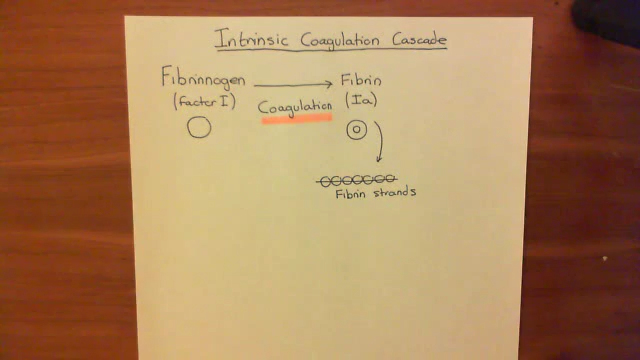 Intrinsic Coagulation Cascade
Fibrinnogen Fibrin
(Factor I) (Ia)
Coagulation
Fibrin strands